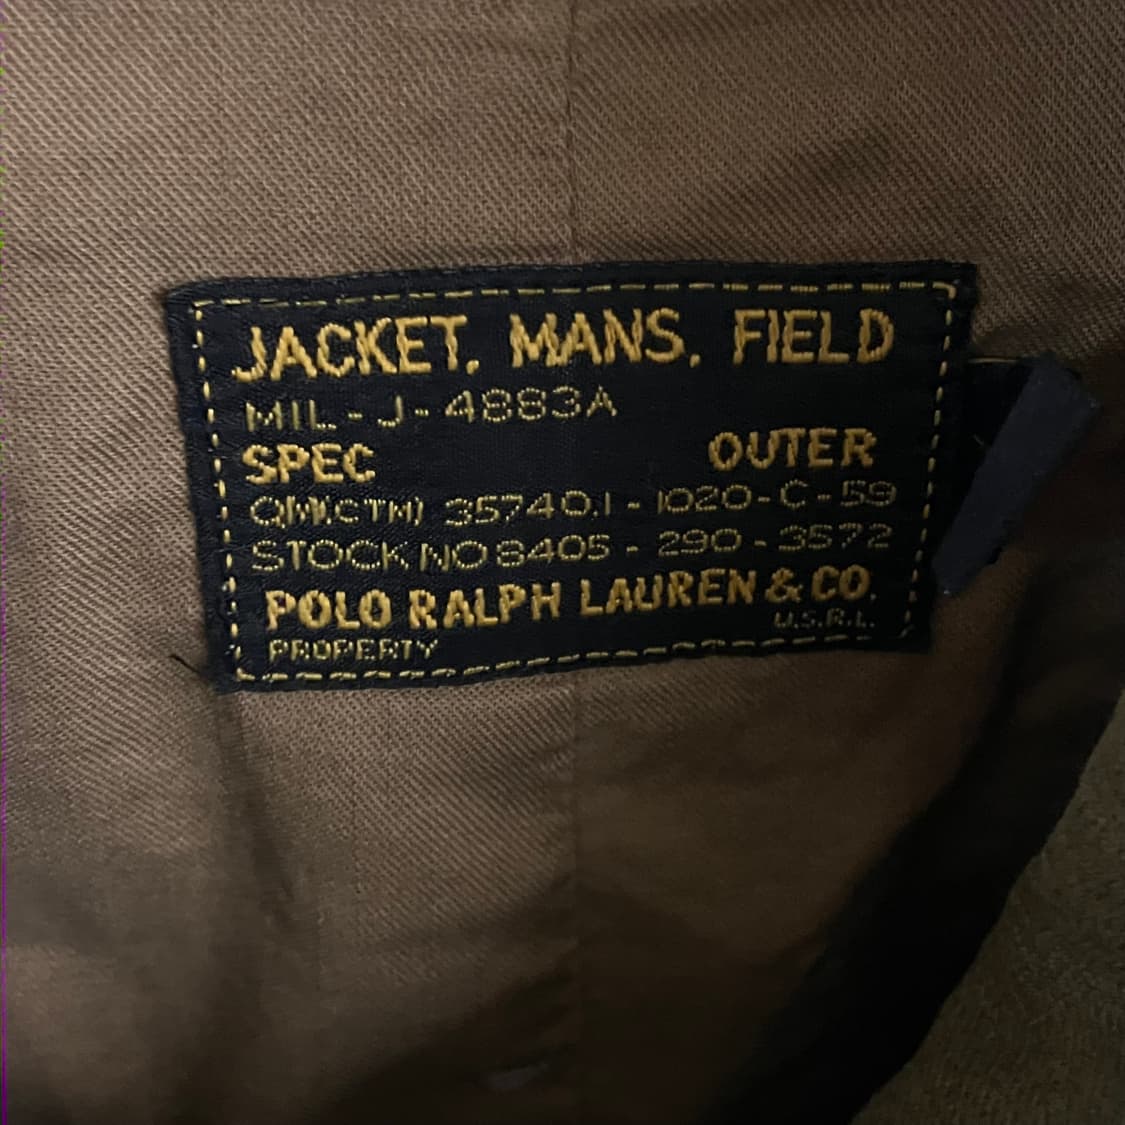 JACKET, MANS, FIELD
MIL-J-4883A
SPEC OUTER
QM(CTM) 35740.1-1020-C-59
STOCK NO 8405-290-3572
POLO RALPH LAUREN & CO.
U.S.R.L.
PROPERTY